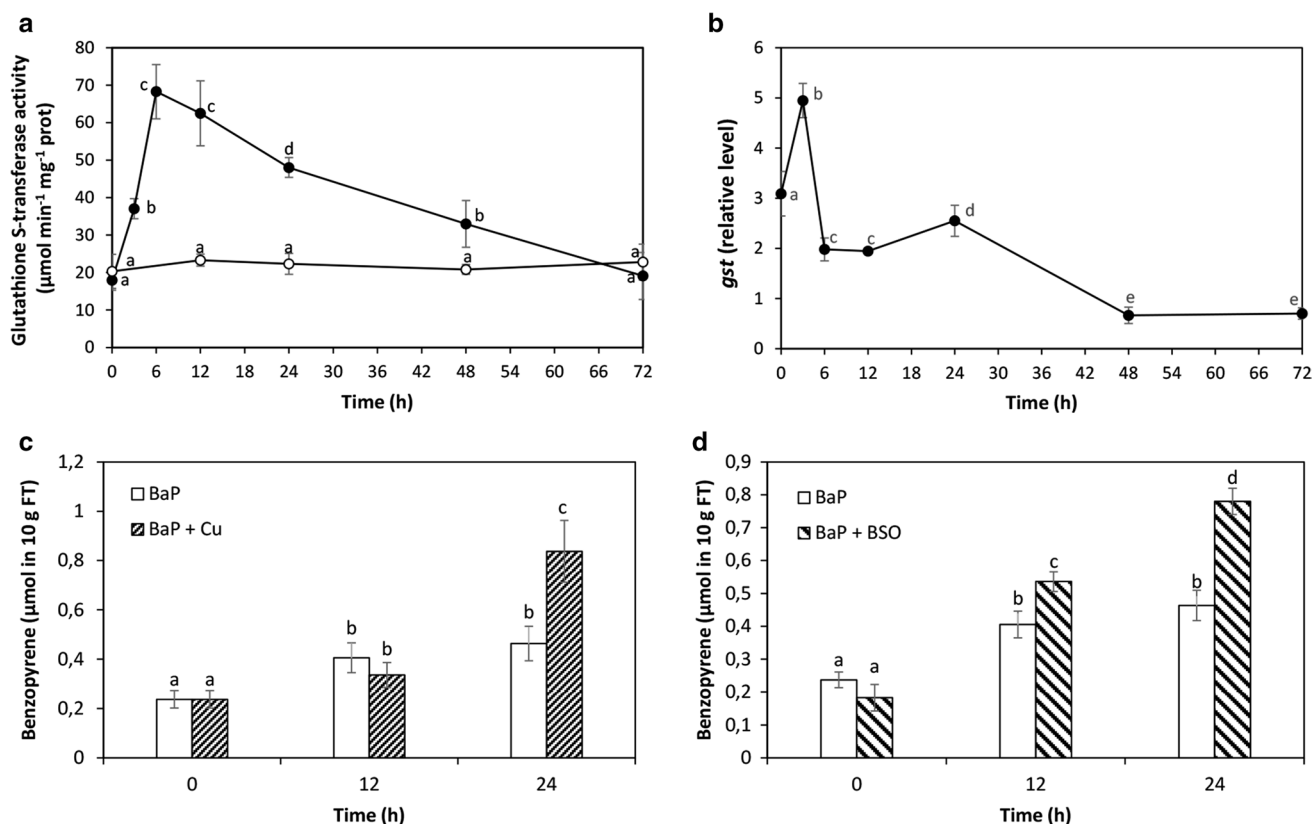 a
Glutathione S-transferase activity
(µmol min⁻¹ mg⁻¹ prot)
80
70
60
50
40
30
20
10
0
c
c
d
b
b
a
a
a
a
a
a
a
0 6 12 18 24 30 36 42 48 54 60 66 72
Time (h)
b
gst (relative level)
6
5
4
3
2
1
0
b
a
c
c
d
e
e
0 6 12 18 24 30 36 42 48 54 60 66 72
Time (h)
c
Benzopyrene (µmol in 10 g FT)
1,2
1
0,8
0,6
0,4
0,2
0
BaP
BaP + Cu
a a b b b c
0 12 24
Time (h)
d
Benzopyrene (µmol in 10 g FT)
0,9
0,8
0,7
0,6
0,5
0,4
0,3
0,2
0,1
0
BaP
BaP + BSO
a a b c b d
0 12 24
Time (h)